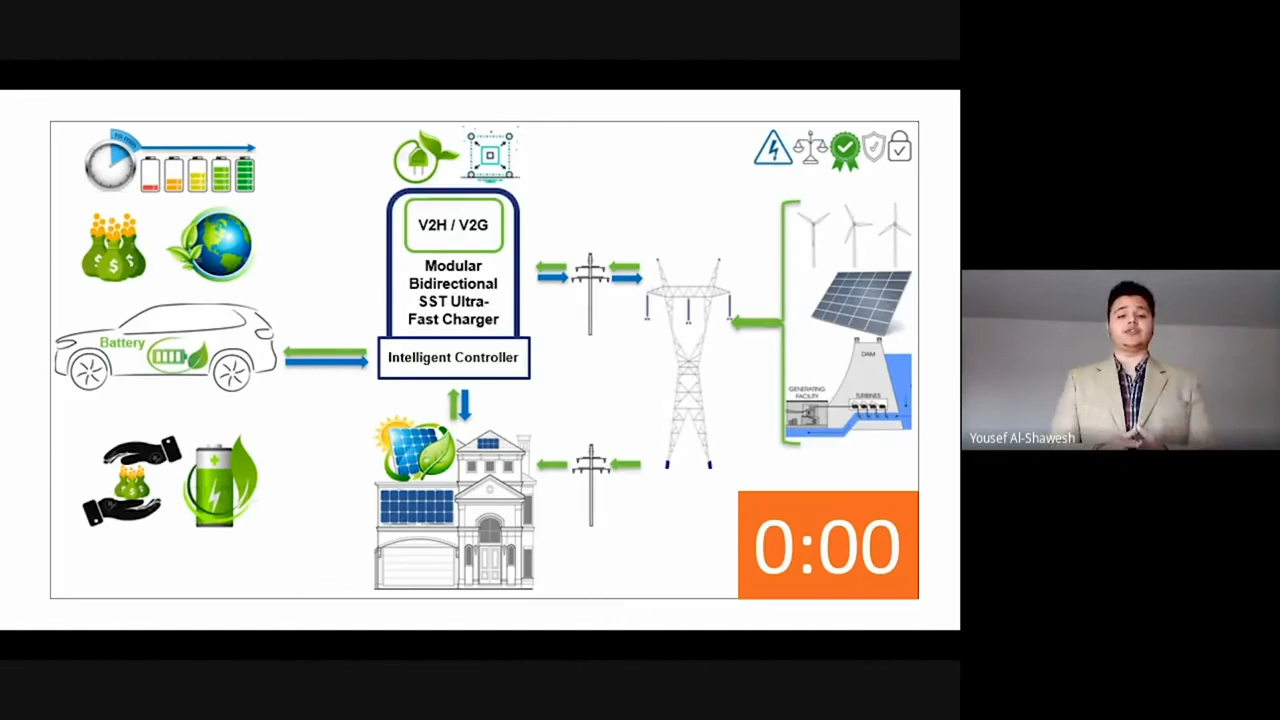 V2H / V2G
Modular
Bidirectional
SST Ultra-
Fast Charger
Intelligent Controller
Battery
DAM
GENERATING
FACILITY
TURBINES
0:00
Yousef Al-Shawesh